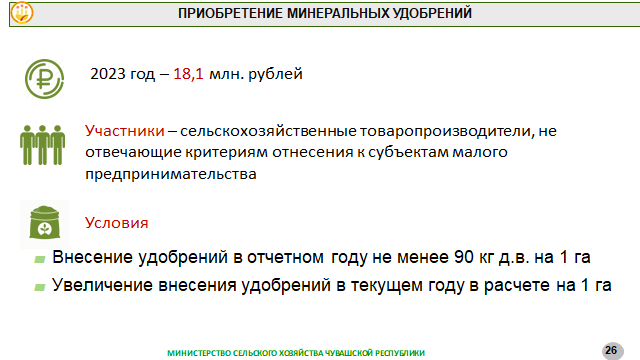 ПРИОБРЕТЕНИЕ МИНЕРАЛЬНЫХ УДОБРЕНИЙ
2023 год – 18,1 млн. рублей
Участники – сельскохозяйственные товаропроизводители, не
отвечающие критериям отнесения к субъектам малого
предпринимательства
Условия
Внесение удобрений в отчетном году не менее 90 кг д.в. на 1 га
Увеличение внесения удобрений в текущем году в расчете на 1 га
МИНИСТЕРСТВО СЕЛЬСКОГО ХОЗЯЙСТВА ЧУВАШСКОЙ РЕСПУБЛИКИ
26